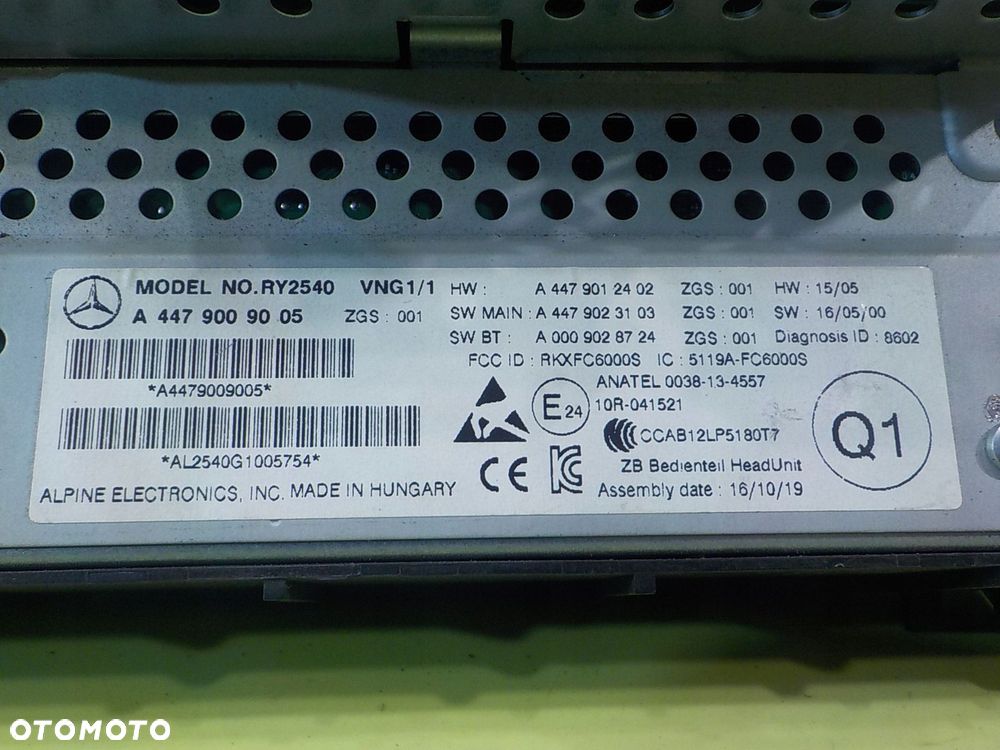 MODEL NO.RY2540 VNG1/1 HW : A 447 901 24 02 ZGS : 001 HW : 15/05
A 447 900 90 05 ZGS : 001 SW MAIN : A 447 902 31 03 ZGS : 001 SW : 16/05/00
SW BT : A 000 902 87 24 ZGS : 001 Diagnosis ID : 8602
FCC ID : RKXFC6000S IC : 5119A-FC6000S
*A4479009005*
ANATEL 0038-13-4557
E24 10R-041521
CCC CCAB12LP5180T7
Q1
*AL2540G1005754*
ZB Bedienteil HeadUnit
ALPINE ELECTRONICS, INC. MADE IN HUNGARY
CE
Assembly date : 16/10/19
OTOMOTO